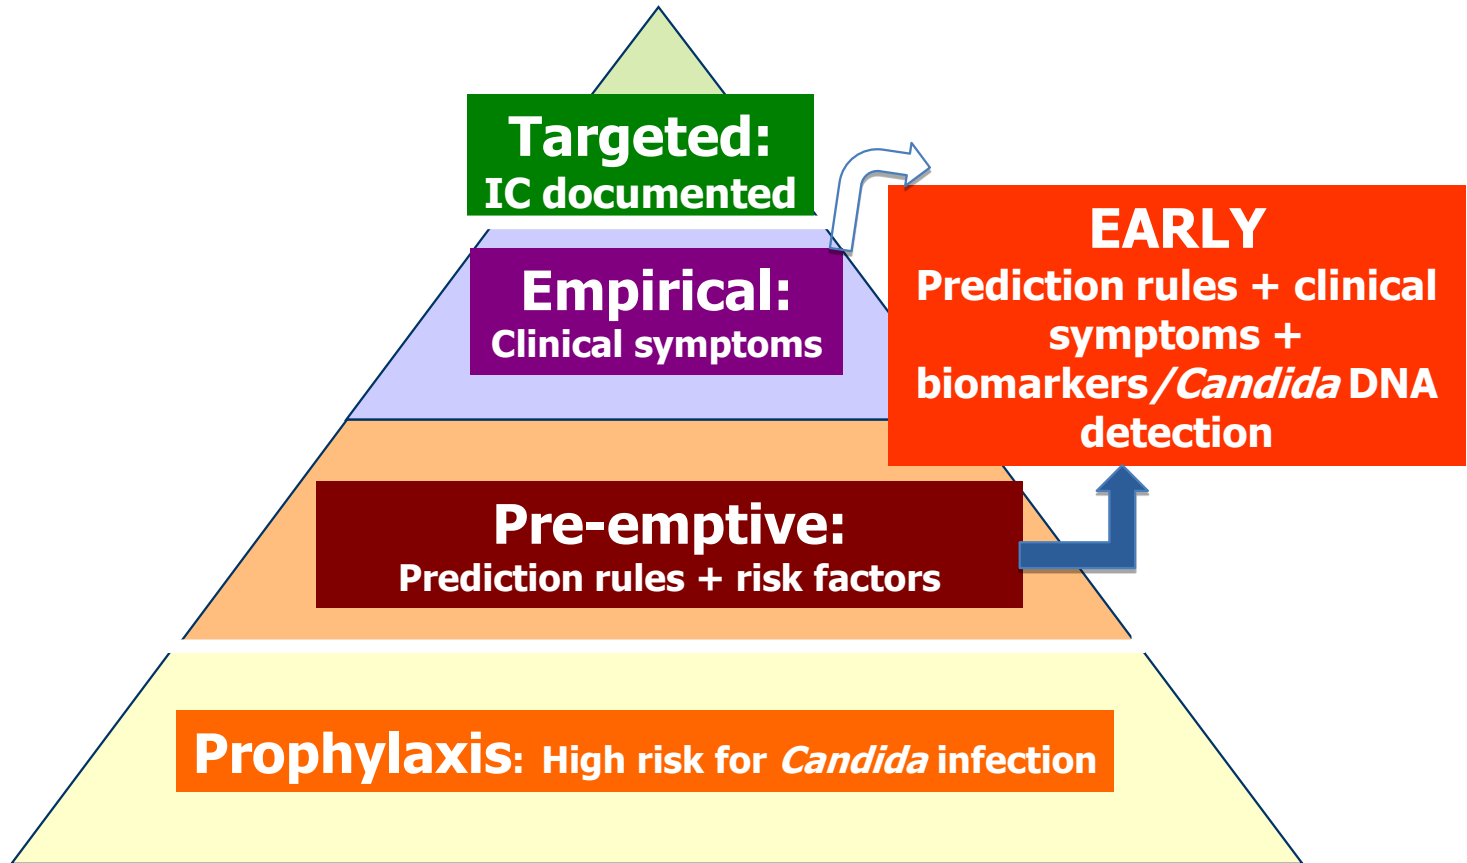 Targeted:
IC documented
Empirical:
Clinical symptoms
EARLY
Prediction rules + clinical
symptoms +
biomarkers/Candida DNA
detection
Pre-emptive:
Prediction rules + risk factors
Prophylaxis: High risk for Candida infection